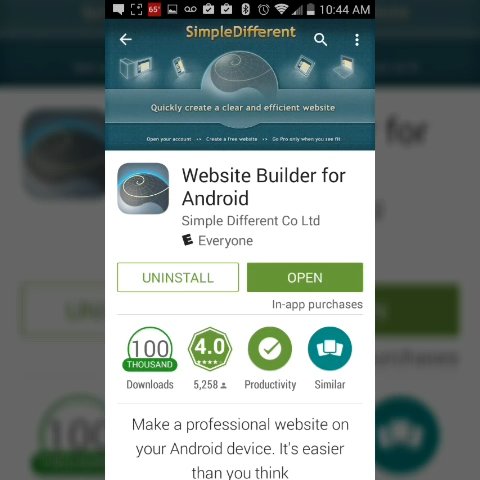 65° 10:44 AM
SimpleDifferent
Quickly create a clear and efficient website
Open your account -> Create a free website -> Go Pro only when you see fit
Website Builder for
Android
Simple Different Co Ltd
E Everyone
UNINSTALL OPEN
In-app purchases
100 4.0
THOUSAND
Downloads 5,258 Productivity Similar
Make a professional website on
your Android device. It's easier
than you think